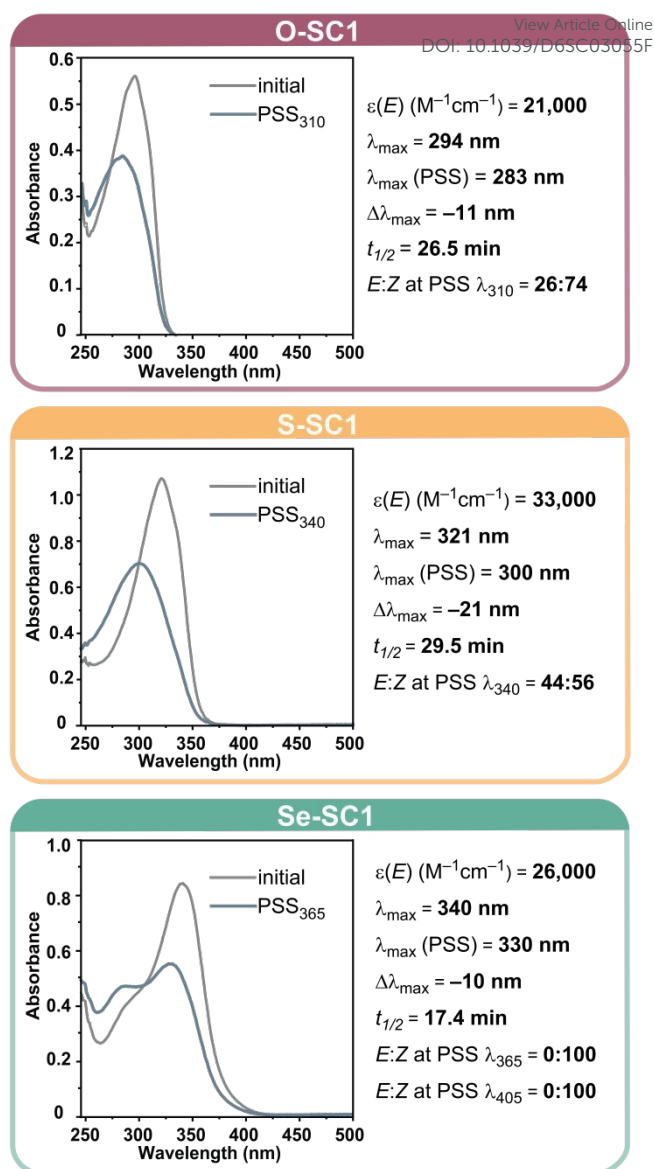 View Article Online
DOI: 10.1039/D6SC03055F
O-SC1
0.6
0.5
0.4
0.3
0.2
0.1
0
Absorbance
250 300 350 400 450 500
Wavelength (nm)
initial
PSS310
ε(E) (M⁻¹cm⁻¹) = 21,000
λmax = 294 nm
λmax (PSS) = 283 nm
Δλmax = –11 nm
t1/2 = 26.5 min
E:Z at PSS λ310 = 26:74
S-SC1
1.2
1.0
0.8
0.6
0.4
0.2
0
Absorbance
250 300 350 400 450 500
Wavelength (nm)
initial
PSS340
ε(E) (M⁻¹cm⁻¹) = 33,000
λmax = 321 nm
λmax (PSS) = 300 nm
Δλmax = –21 nm
t1/2 = 29.5 min
E:Z at PSS λ340 = 44:56
Se-SC1
1.0
0.8
0.6
0.4
0.2
0
Absorbance
250 300 350 400 450 500
Wavelength (nm)
initial
PSS365
ε(E) (M⁻¹cm⁻¹) = 26,000
λmax = 340 nm
λmax (PSS) = 330 nm
Δλmax = –10 nm
t1/2 = 17.4 min
E:Z at PSS λ365 = 0:100
E:Z at PSS λ405 = 0:100